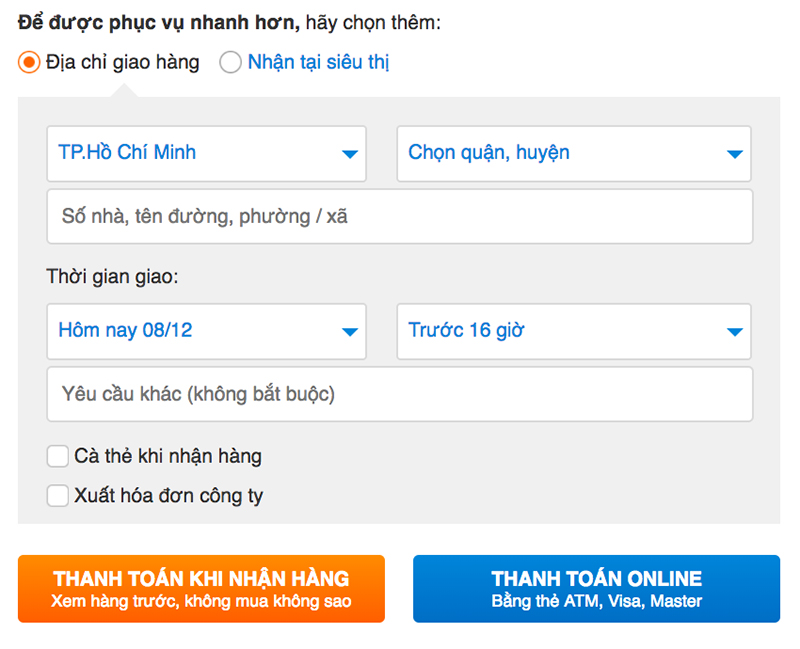 Để được phục vụ nhanh hơn, hãy chọn thêm:
Địa chỉ giao hàng Nhận tại siêu thị
TP.Hồ Chí Minh Chọn quận, huyện
Số nhà, tên đường, phường / xã
Thời gian giao:
Hôm nay 08/12 Trước 16 giờ
Yêu cầu khác (không bắt buộc)
Cà thẻ khi nhận hàng
Xuất hóa đơn công ty
THANH TOÁN KHI NHẬN HÀNG THANH TOÁN ONLINE
Xem hàng trước, không mua không sao Bằng thẻ ATM, Visa, Master